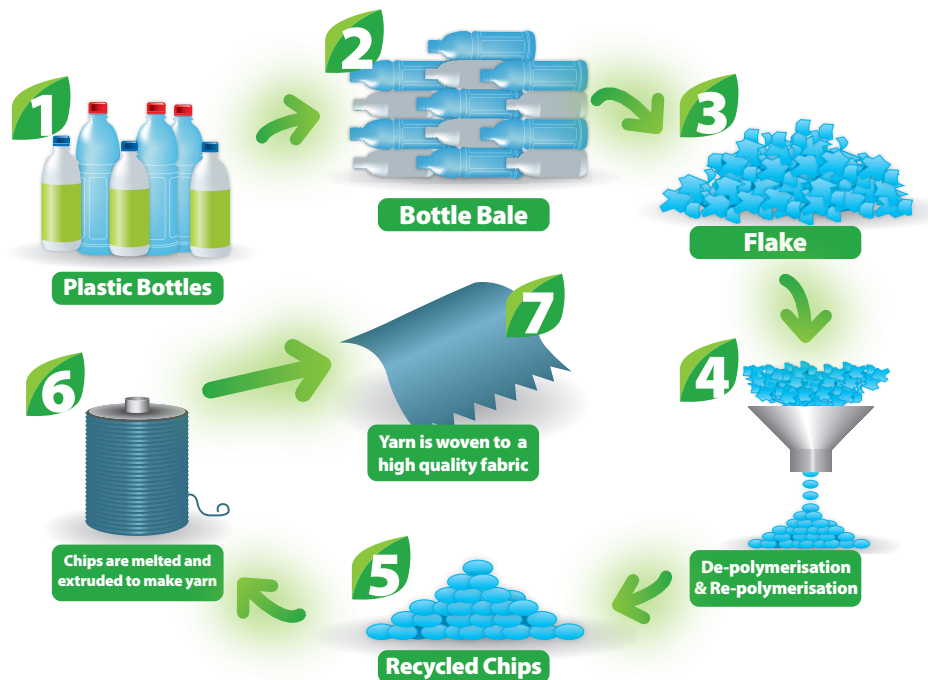 1
Plastic Bottles
2
Bottle Bale
3
Flake
4
De-polymerisation
& Re-polymerisation
5
Recycled Chips
6
Chips are melted and
extruded to make yarn
7
Yarn is woven to a
high quality fabric